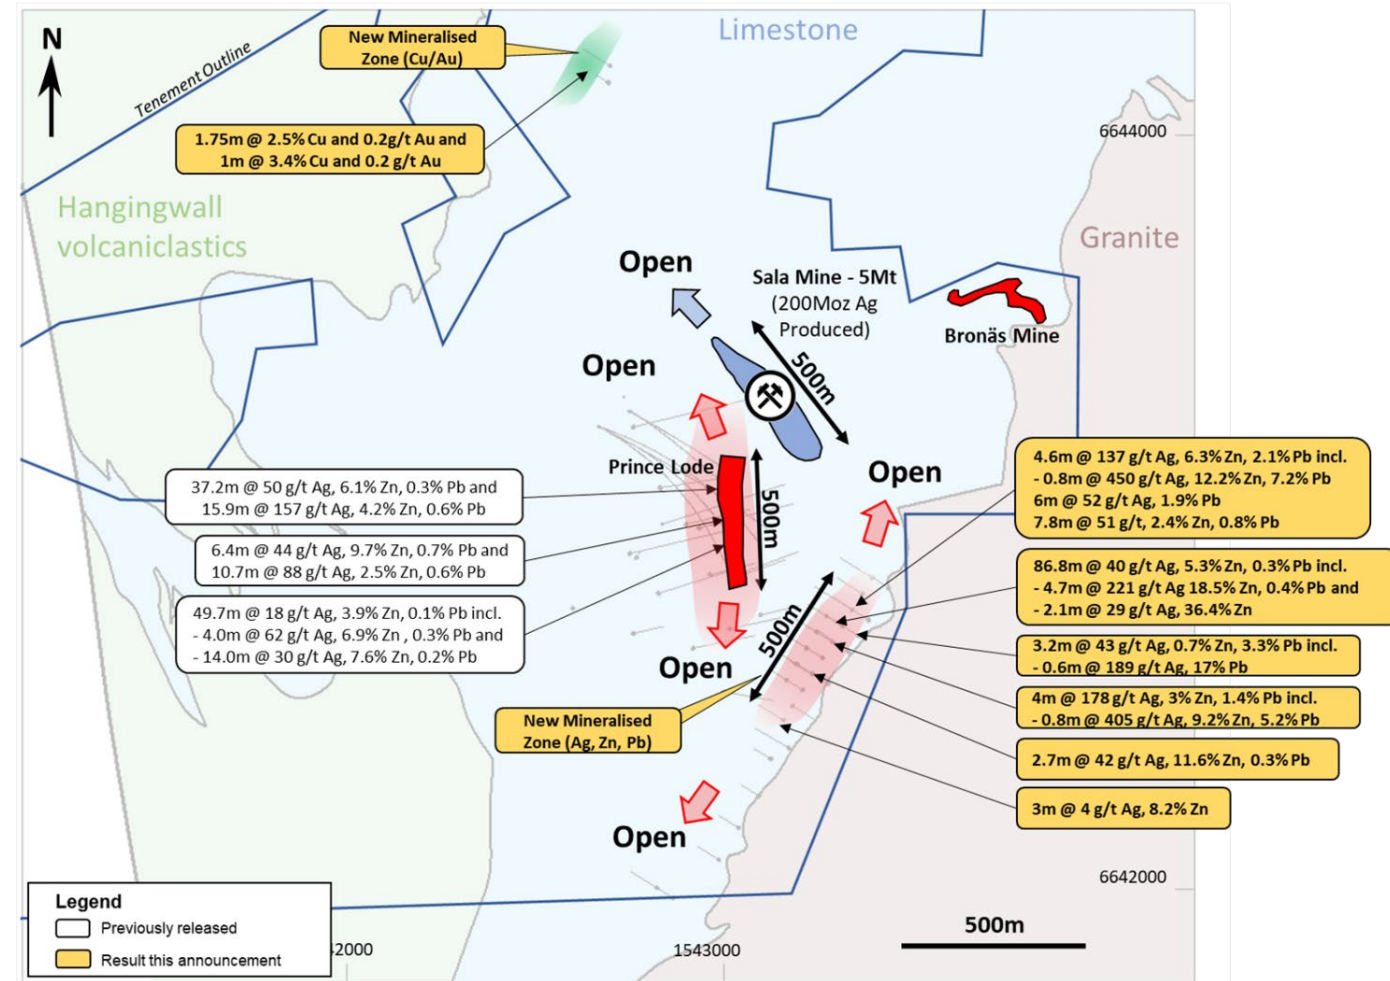 N
Tenement Outline
New Mineralised
Zone (Cu/Au)
Limestone
1.75m @ 2.5% Cu and 0.2g/t Au and
1m @ 3.4% Cu and 0.2 g/t Au
6644000
Hangingwall
volcaniclastics
Granite
Open
Sala Mine - 5Mt
(200Moz Ag
Produced)
500m
Bronäs Mine
Open
Prince Lode
500m
Open
37.2m @ 50 g/t Ag, 6.1% Zn, 0.3% Pb and
15.9m @ 157 g/t Ag, 4.2% Zn, 0.6% Pb
6.4m @ 44 g/t Ag, 9.7% Zn, 0.7% Pb and
10.7m @ 88 g/t Ag, 2.5% Zn, 0.6% Pb
49.7m @ 18 g/t Ag, 3.9% Zn, 0.1% Pb incl.
- 4.0m @ 62 g/t Ag, 6.9% Zn , 0.3% Pb and
- 14.0m @ 30 g/t Ag, 7.6% Zn, 0.2% Pb
4.6m @ 137 g/t Ag, 6.3% Zn, 2.1% Pb incl.
- 0.8m @ 450 g/t Ag, 12.2% Zn, 7.2% Pb
6m @ 52 g/t Ag, 1.9% Pb
7.8m @ 51 g/t, 2.4% Zn, 0.8% Pb
86.8m @ 40 g/t Ag, 5.3% Zn, 0.3% Pb incl.
- 4.7m @ 221 g/t Ag 18.5% Zn, 0.4% Pb and
- 2.1m @ 29 g/t Ag, 36.4% Zn
3.2m @ 43 g/t Ag, 0.7% Zn, 3.3% Pb incl.
- 0.6m @ 189 g/t Ag, 17% Pb
4m @ 178 g/t Ag, 3% Zn, 1.4% Pb incl.
- 0.8m @ 405 g/t Ag, 9.2% Zn, 5.2% Pb
2.7m @ 42 g/t Ag, 11.6% Zn, 0.3% Pb
3m @ 4 g/t Ag, 8.2% Zn
500m
Open
New Mineralised
Zone (Ag, Zn, Pb)
Open
6642000
Legend
Previously released
Result this announcement
42000
1543000
500m